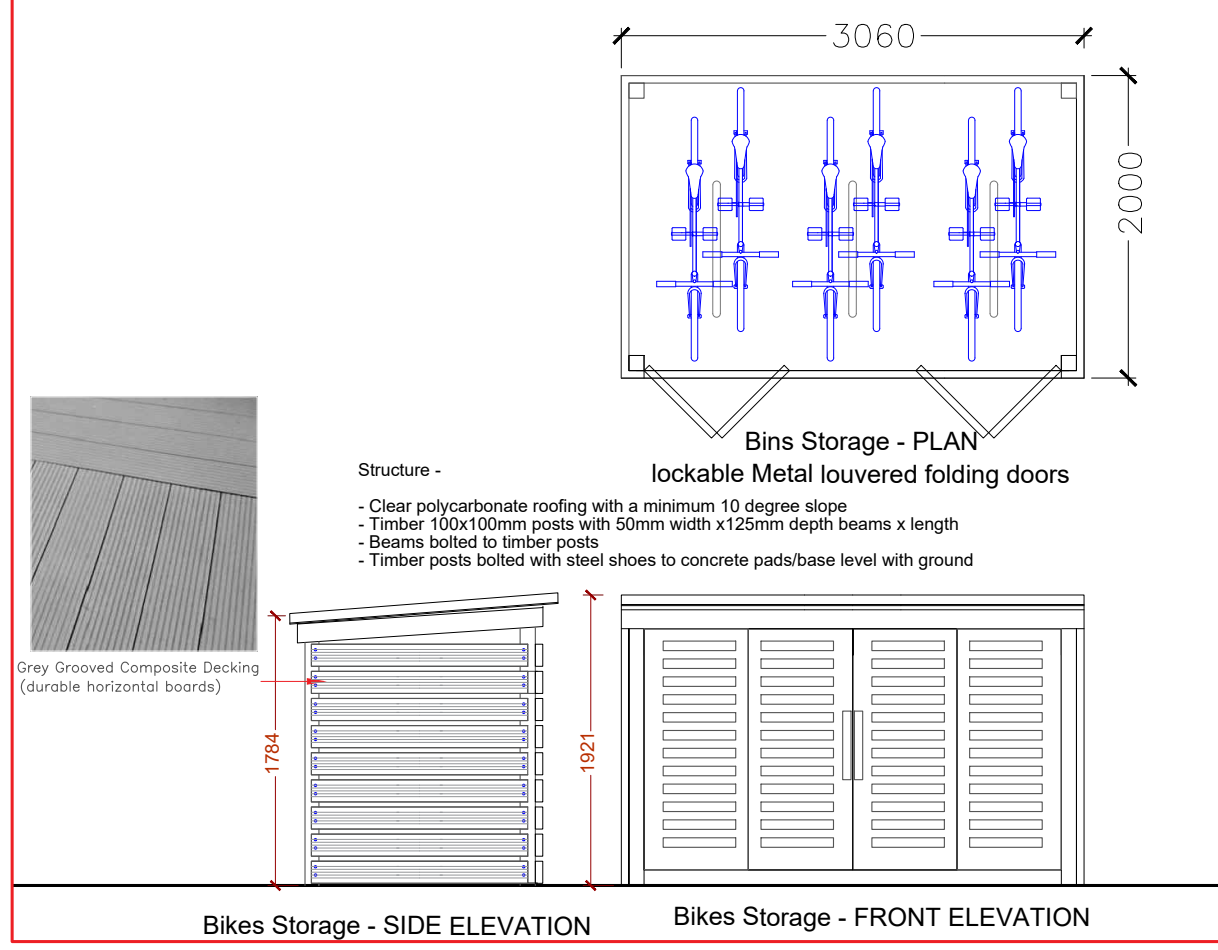 3060
2000
Bins Storage - PLAN
lockable Metal louvered folding doors
Structure -
- Clear polycarbonate roofing with a minimum 10 degree slope
- Timber 100x100mm posts with 50mm width x125mm depth beams x length
- Beams bolted to timber posts
- Timber posts bolted with steel shoes to concrete pads/base level with ground
Grey Grooved Composite Decking
(durable horizontal boards)
1784
1921
Bikes Storage - SIDE ELEVATION
Bikes Storage - FRONT ELEVATION